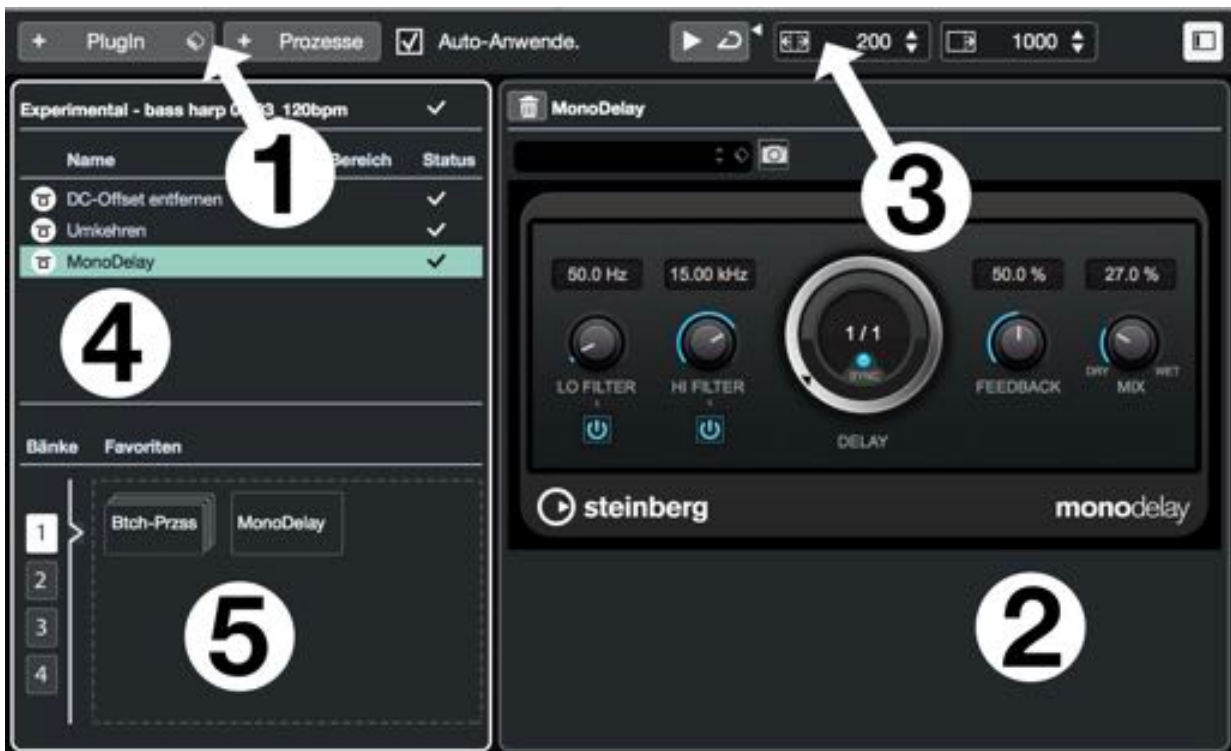 + PlugIn + Prozesse Auto-Anwende. 200 1000
1
3
Experimental - bass harp 120bpm
Name Bereich Status
DC-Offset entfernen
Umkehren
MonoDelay
4
Bänke Favoriten
1
2
3
4
Btch-Przss MonoDelay
5
MonoDelay
50.0 Hz 15.00 kHz 1 / 1 50.0 % 27.0 %
SYNC
LO FILTER HI FILTER DELAY FEEDBACK DRY MIX WET
steinberg monodelay
2